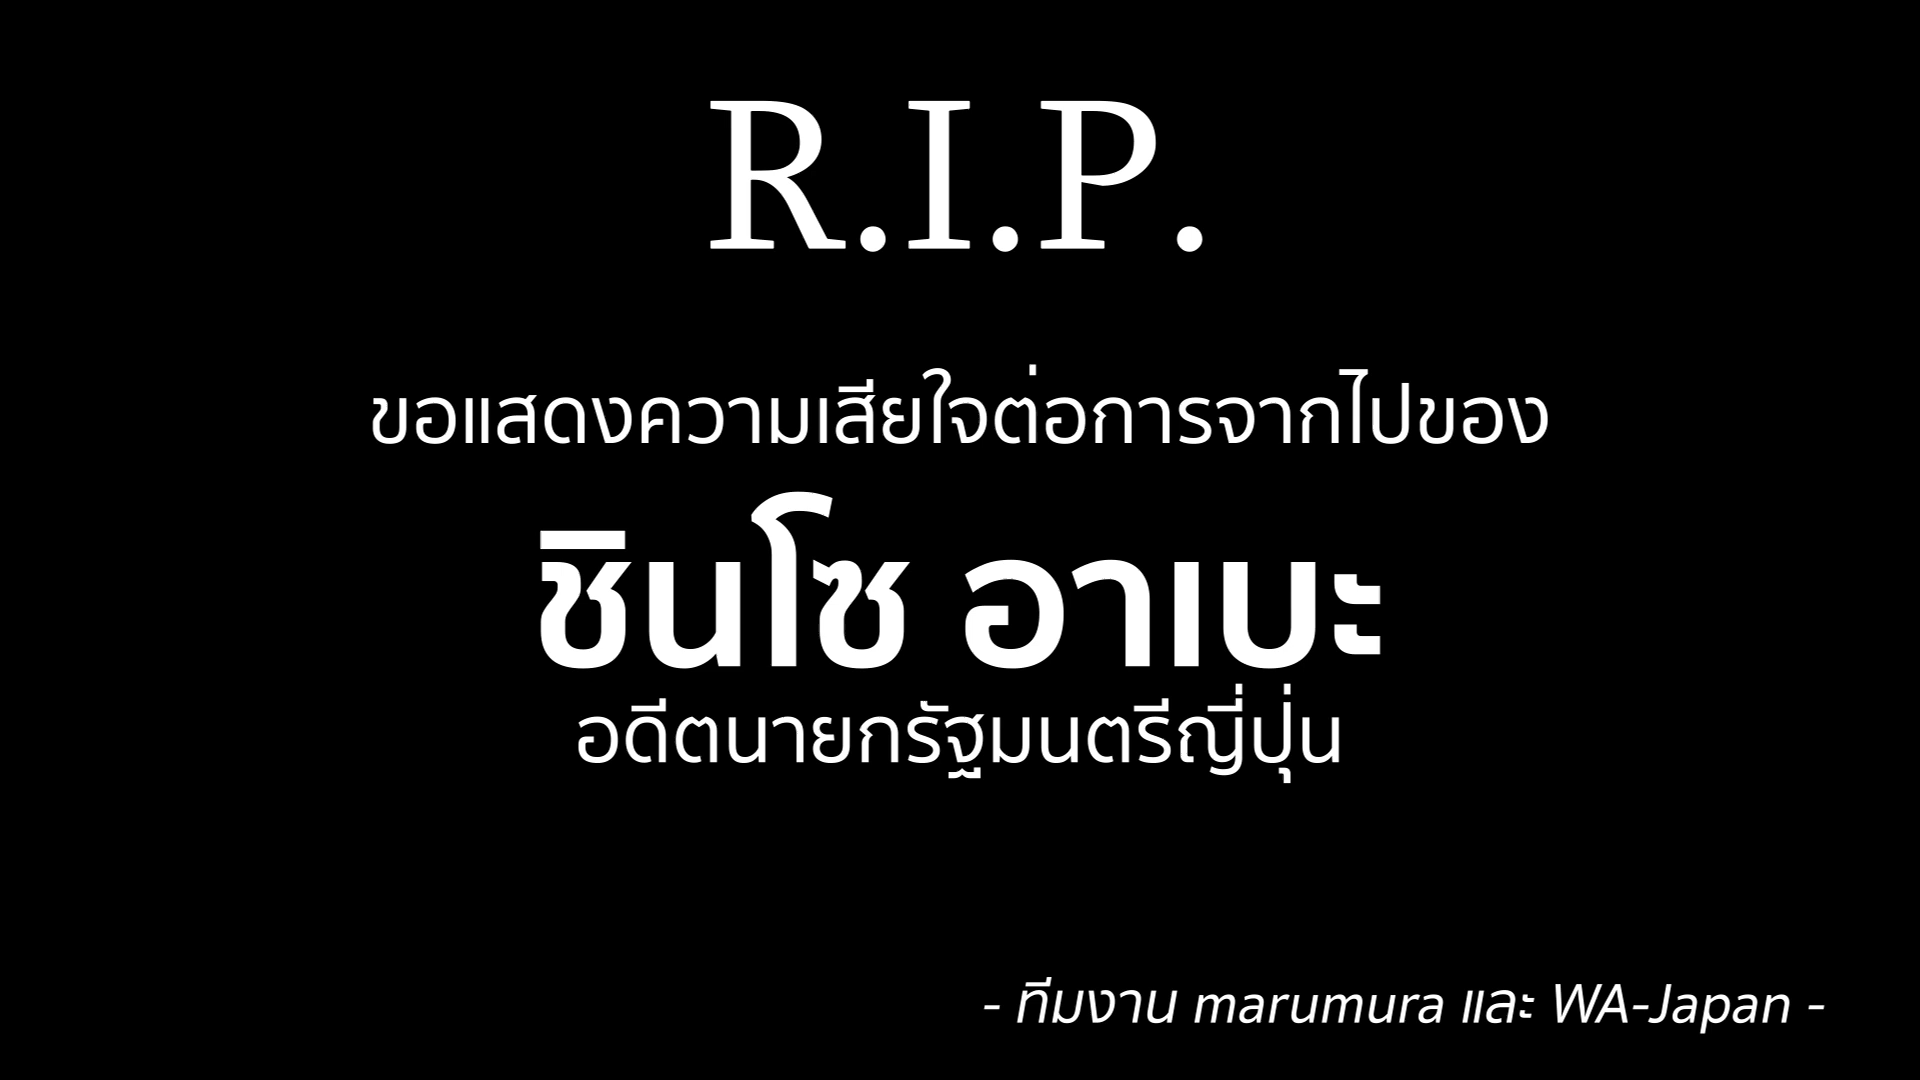 R.I.P.
ขอแสดงความเสียใจต่อการจากไปของ
ชินโซ อาเบะ
อดีตนายกรัฐมนตรีญี่ปุ่น
- ทีมงาน marumura และ WA-Japan -